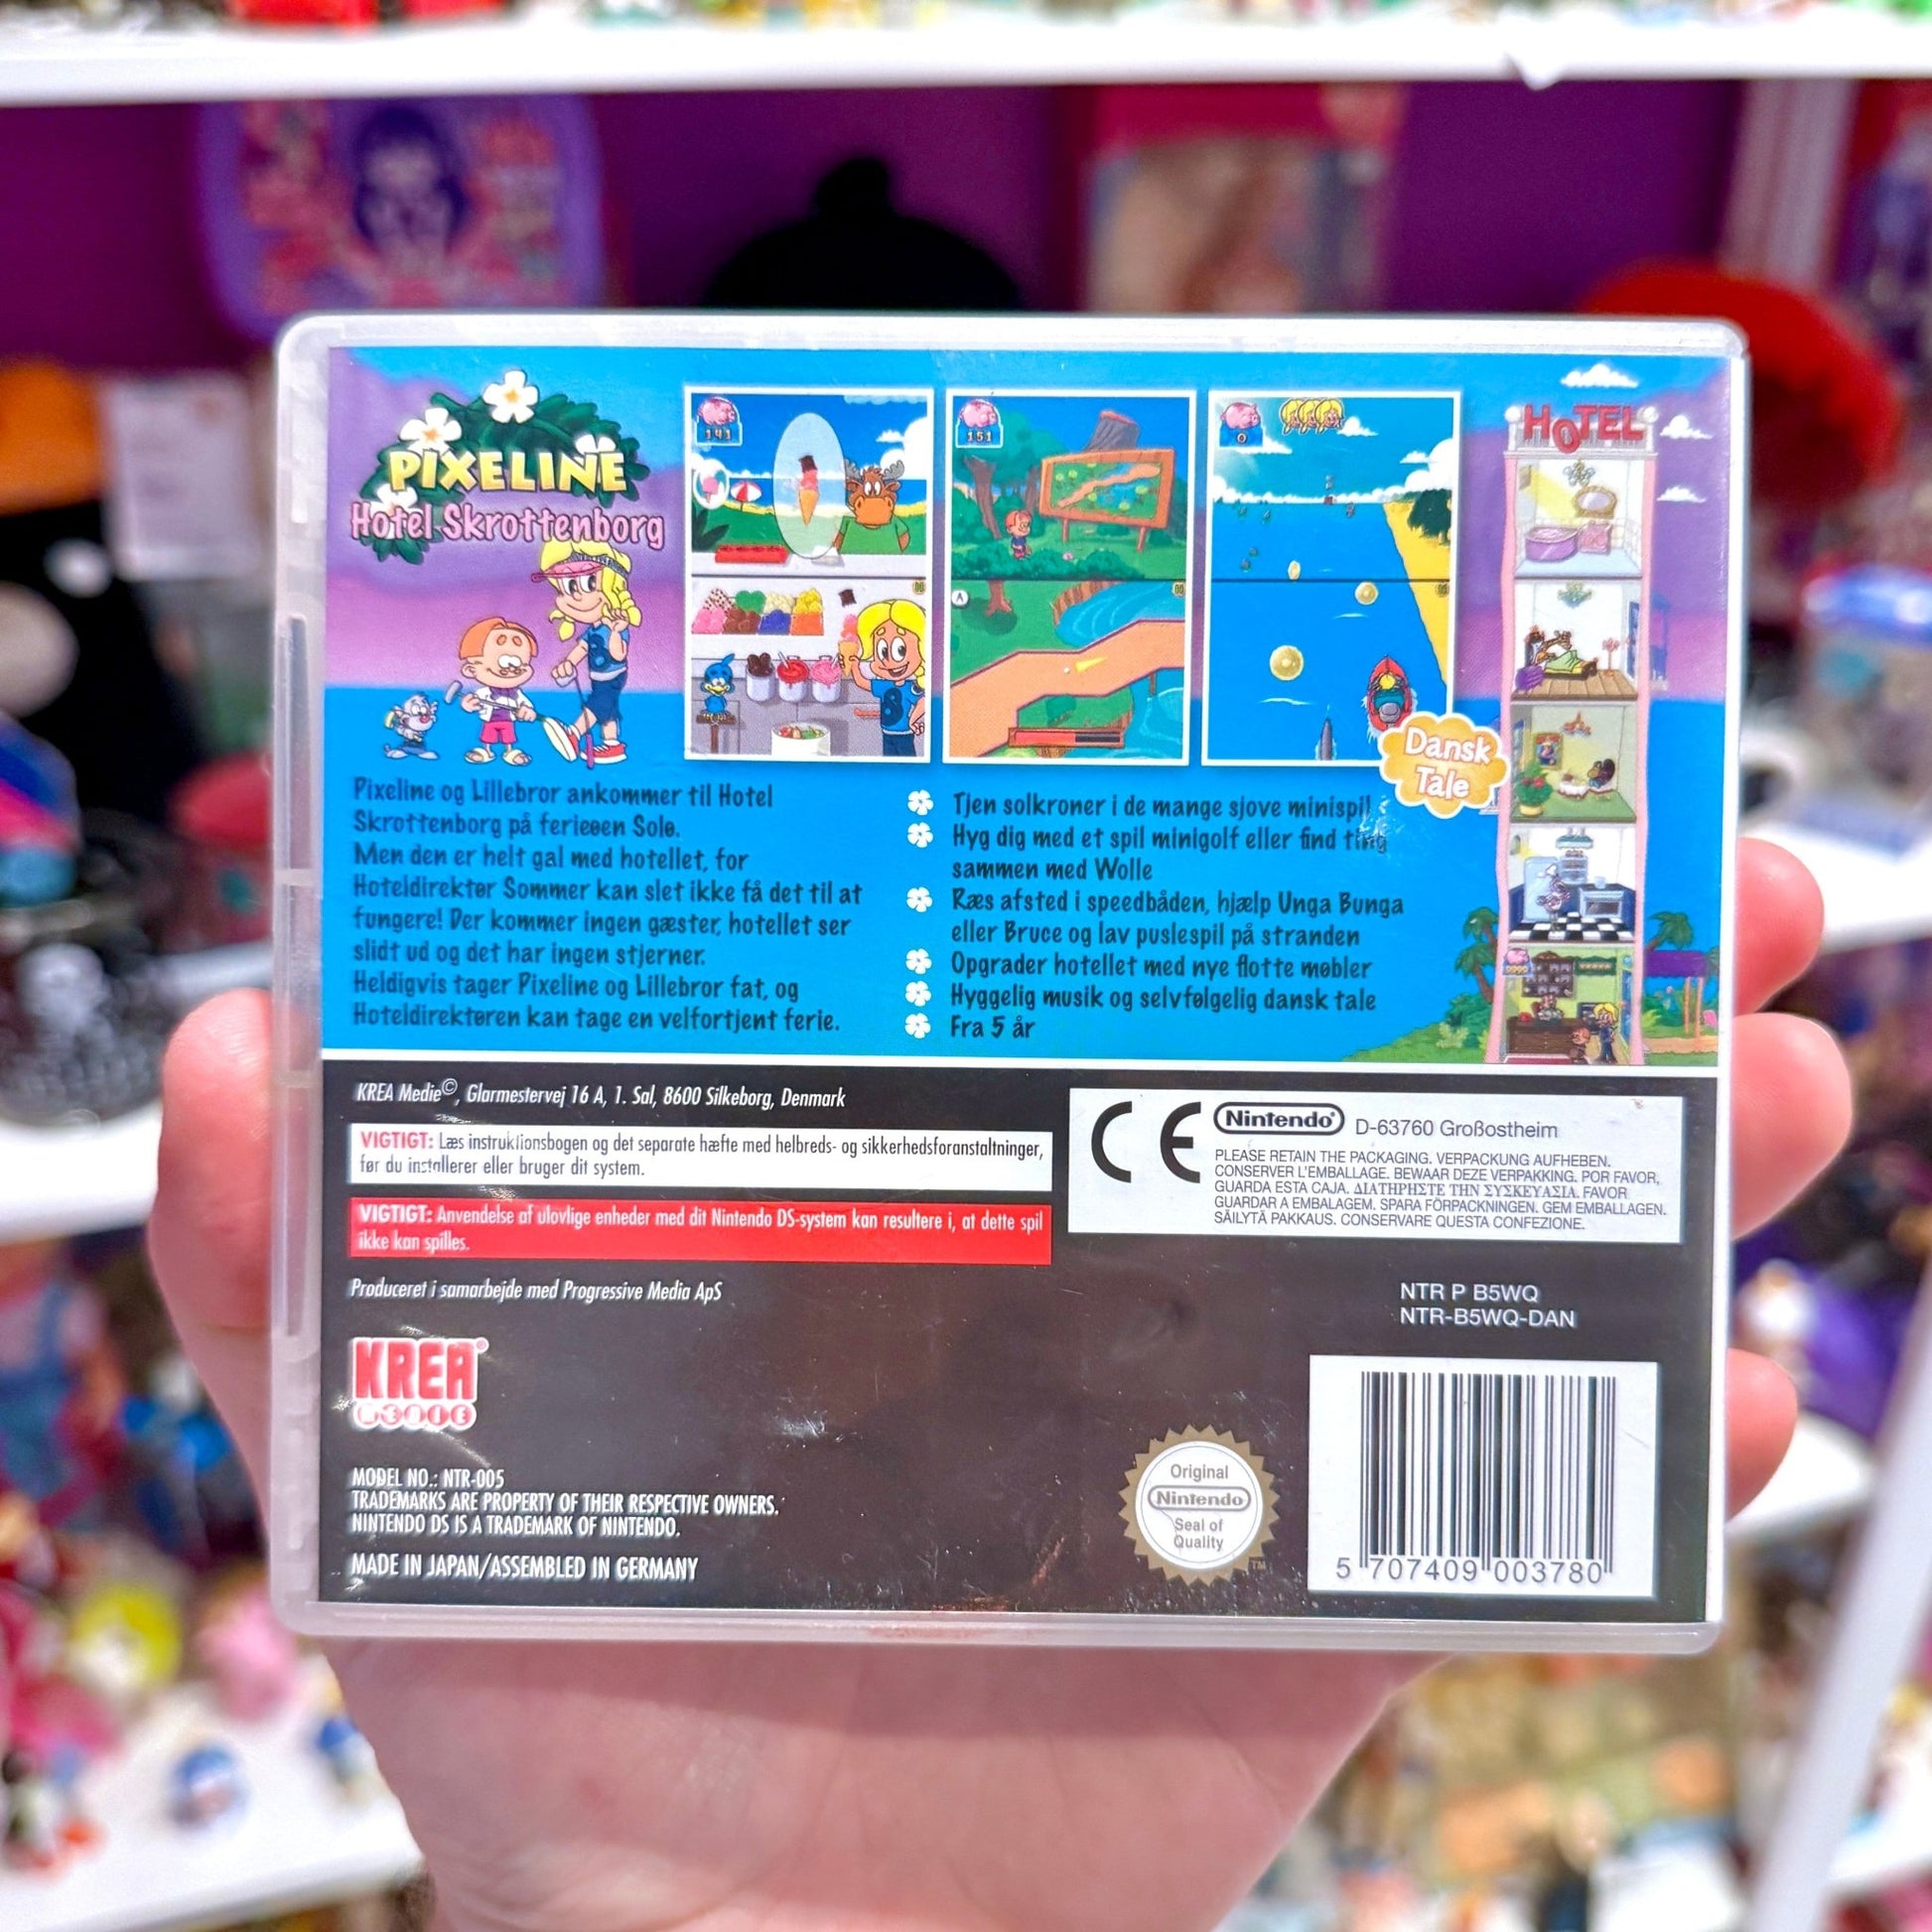 PIXELINE
Hotel Skrottenborg
141
151
0
HOTEL
Dansk
Tale
Pixeline og Lillebror ankommer til Hotel
Skrottenborg på ferieøen Solø.
Men den er helt gal med hotellet, for
Hoteldirektør Sommer kan slet ikke få det til at
fungere! Der kommer ingen gæster, hotellet ser
slidt ud og det har ingen stjerner.
Heldigvis tager Pixeline og Lillebror fat, og
Hoteldirektøren kan tage en velfortjent ferie.
Tjen solkroner i de mange sjove minispil
Hyg dig med et spil minigolf eller find ting
sammen med Wolle
Ræs afsted i speedbåden, hjælp Unga Bunga
eller Bruce og lav puslespil på stranden
Opgrader hotellet med nye flotte møbler
Hyggelig musik og selvfølgelig dansk tale
Fra 5 år
KREA Medie©, Glarmestervej 16 A, 1. Sal, 8600 Silkeborg, Denmark
VIGTIGT: Læs instruktionsbogen og det separate hæfte med helbreds- og sikkerhedsforanstaltninger,
før du installerer eller bruger dit system.
VIGTIGT: Anvendelse af ulovlige enheder med dit Nintendo DS-system kan resultere i, at dette spil
ikke kan spilles.
Produceret i samarbejde med Progressive Media ApS
KREA
MEDIE
MODEL NO.: NTR-005
TRADEMARKS ARE PROPERTY OF THEIR RESPECTIVE OWNERS.
NINTENDO DS IS A TRADEMARK OF NINTENDO.
MADE IN JAPAN/ASSEMBLED IN GERMANY
CE
Nintendo® D-63760 Großostheim
PLEASE RETAIN THE PACKAGING. VERPACKUNG AUFHEBEN.
CONSERVER L'EMBALLAGE. BEWAAR DEZE VERPAKKING. POR FAVOR,
GUARDA ESTA CAJA. ΔΙΑΤΗΡΗΣΤΕ ΤΗΝ ΣΥΣΚΕΥΑΣΙΑ. FAVOR
GUARDAR A EMBALAGEM. SPARA FÖRPACKNINGEN. GEM EMBALLAGEN.
SÄILYTÄ PAKKAUS. CONSERVARE QUESTA CONFEZIONE.
NTR P B5WQ
NTR-B5WQ-DAN
Original
Nintendo
Seal of
Quality
TM
5 707409 003780